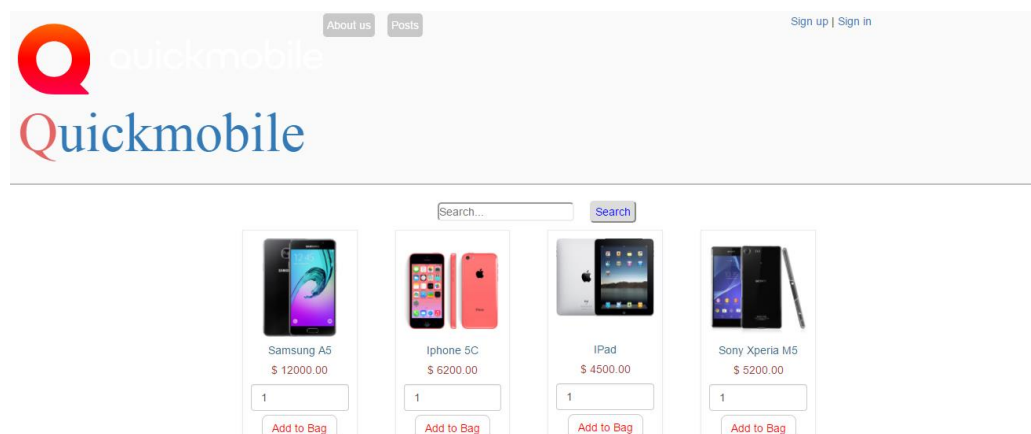 About us Posts Sign up | Sign in
quickmobile
Quickmobile
Search... Search
Samsung A5 Iphone 5C IPad Sony Xperia M5
$ 12000.00 $ 6200.00 $ 4500.00 $ 5200.00
1 1 1 1
Add to Bag Add to Bag Add to Bag Add to Bag